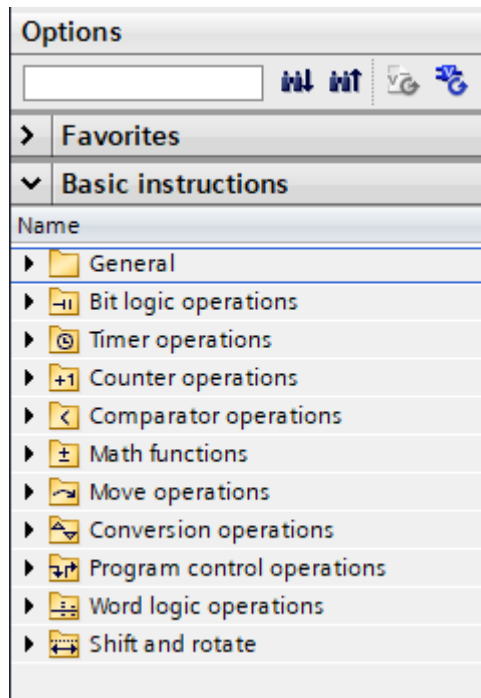 Options
Favorites
Basic instructions
Name
General
Bit logic operations
Timer operations
Counter operations
Comparator operations
Math functions
Move operations
Conversion operations
Program control operations
Word logic operations
Shift and rotate